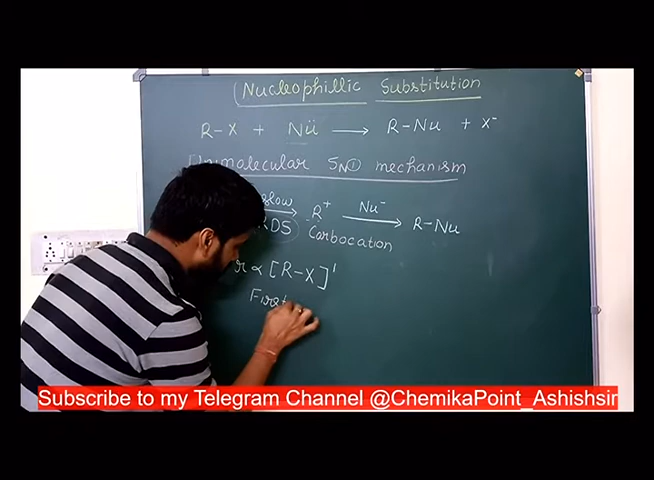 Nucleophillic Substitution
R-X + Nü ⟶ R-Nu + X⁻
Unimolecular SN① mechanism
slow
RDS R⁺ Nu⁻ ⟶ R-Nu
Carbocation
r ∝ [R-X]¹
First
Subscribe to my Telegram Channel @ChemikaPoint_Ashishsir